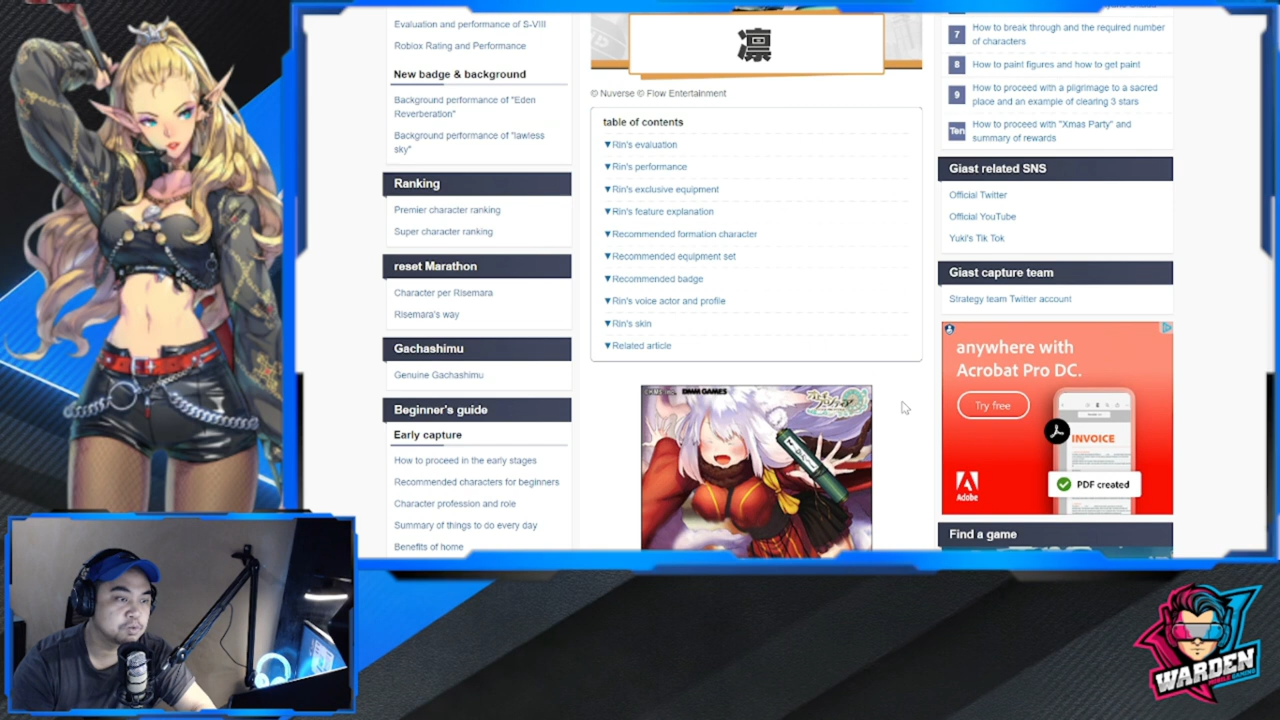 Evaluation and performance of S-VIII
Roblox Rating and Performance
New badge & background
Background performance of "Eden
Reverberation"
Background performance of "lawless
sky"
Ranking
Premier character ranking
Super character ranking
reset Marathon
Character per Risemara
Risemara's way
Gachashimu
Genuine Gachashimu
Beginner's guide
Early capture
How to proceed in the early stages
Recommended characters for beginners
Character profession and role
Summary of things to do every day
Benefits of home
凛
© Nuverse © Flow Entertainment
table of contents
▼Rin's evaluation
▼Rin's performance
▼Rin's exclusive equipment
▼Rin's feature explanation
▼Recommended formation character
▼Recommended equipment set
▼Recommended badge
▼Rin's voice actor and profile
▼Rin's skin
▼Related article
DMM GAMES
7 How to break through and the required number
of characters
8 How to paint figures and how to get paint
9 How to proceed with a pilgrimage to a sacred
place and an example of clearing 3 stars
Ten How to proceed with "Xmas Party" and
summary of rewards
Giast related SNS
Official Twitter
Official YouTube
Yuki's Tik Tok
Giast capture team
Strategy team Twitter account
anywhere with
Acrobat Pro DC.
Try free
INVOICE
PDF created
Adobe
Find a game
WARDEN
MOBILE GAMING